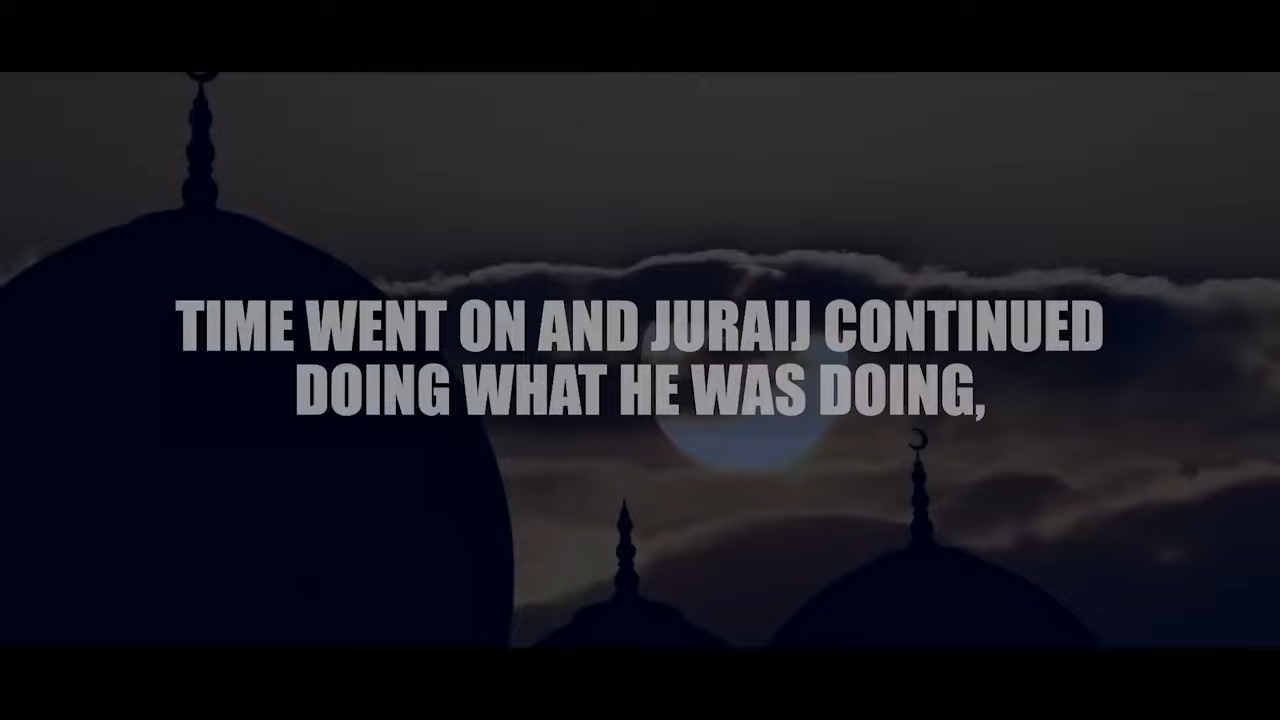 TIME WENT ON AND JURAIJ CONTINUED
DOING WHAT HE WAS DOING,